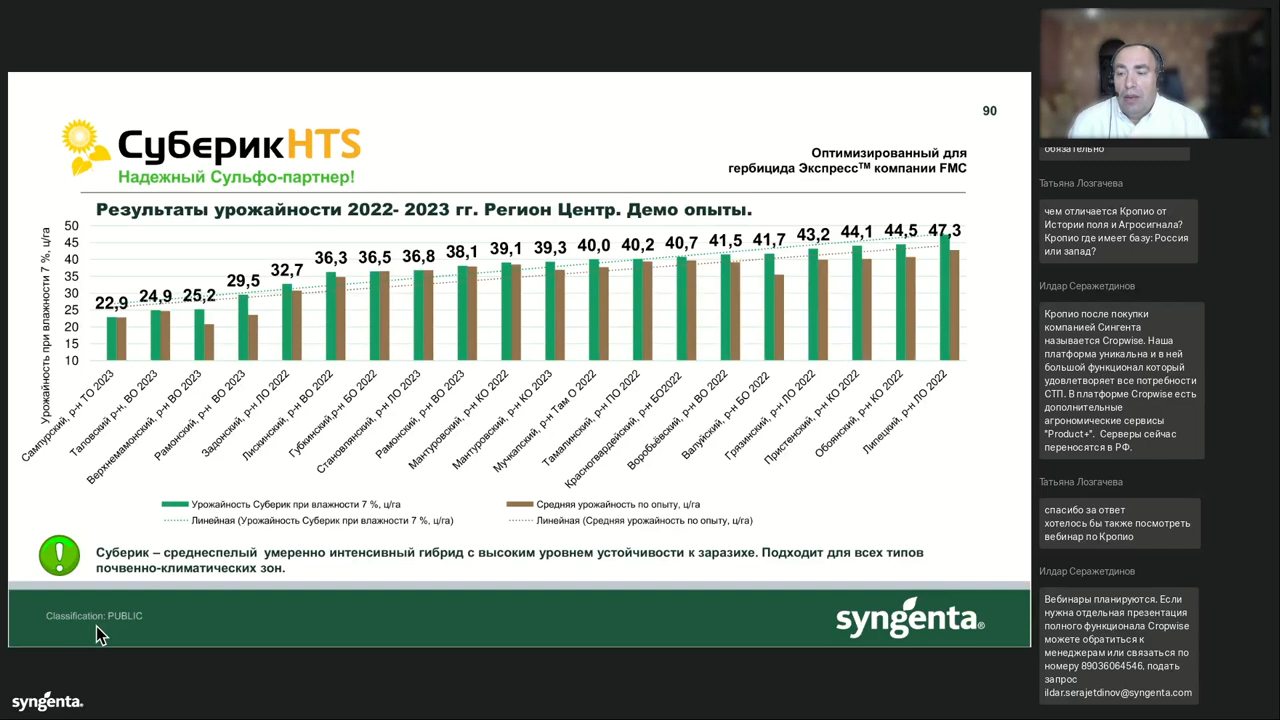 90
СуберикHTS
Надежный Сульфо-партнер!
Оптимизированный для
гербицида Экспресс™ компании FMC
Результаты урожайности 2022- 2023 гг. Регион Центр. Демо опыты.
Урожайность при влажности 7 %, ц/га
50
45
40
35
30
25
20
15
10
22,9
24,9
25,2
29,5
32,7
36,3
36,5
36,8
38,1
39,1
39,3
40,0
40,2
40,7
41,5
41,7
43,2
44,1
44,5
47,3
Сампурский, р-н ТО 2023
Таловский р-н, ВО 2023
Верхнемамонский, р-н ВО 2023
Рамонский, р-н ВО 2023
Задонский, р-н ЛО 2022
Лискинский, р-н ВО 2022
Губкинский,р-н БО 2022
Становлянский, р-н ЛО 2023
Рамонский, р-н ВО 2023
Мантуровский, р-н КО 2022
Мантуровский, р-н КО 2023
Мучкапский, р-н Там О 2022
Тамалинский, р-н ПО 2022
Красногвардейский, р-н БО2022
Воробьёвский, р-н ВО 2022
Валуйский, р-н БО 2022
Грязинский, р-н ЛО 2022
Пристенский, р-н КО 2022
Обоянский, р-н КО 2022
Липецкий, р-н ЛО 2022
Урожайность Суберик при влажности 7 %, ц/га
Средняя урожайность по опыту, ц/га
Линейная (Урожайность Суберик при влажности 7 %, ц/га)
Линейная (Средняя урожайность по опыту, ц/га)
Суберик – среднеспелый умеренно интенсивный гибрид с высоким уровнем устойчивости к заразихе. Подходит для всех типов
почвенно-климатических зон.
Classification: PUBLIC
syngenta®
syngenta.
обязательно
Татьяна Лозгачева
чем отличается Кропио от
Истории поля и Агросигнала?
Кропио где имеет базу: Россия
или запад?
Илдар Серажетдинов
Кропио после покупки
компанией Сингента
называется Cropwise. Наша
платформа уникальна и в ней
большой функционал который
удовлетворяет все потребности
СТП. В платформе Cropwise есть
дополнительные
агрономические сервисы
"Product+". Серверы сейчас
переносятся в РФ.
Татьяна Лозгачева
спасибо за ответ
хотелось бы также посмотреть
вебинар по Кропио
Илдар Серажетдинов
Вебинары планируются. Если
нужна отдельная презентация
полного функционала Cropwise
можете обратиться к
менеджерам или связаться по
номеру 89036064546, подать
запрос
ildar.serajetdinov@syngenta.com